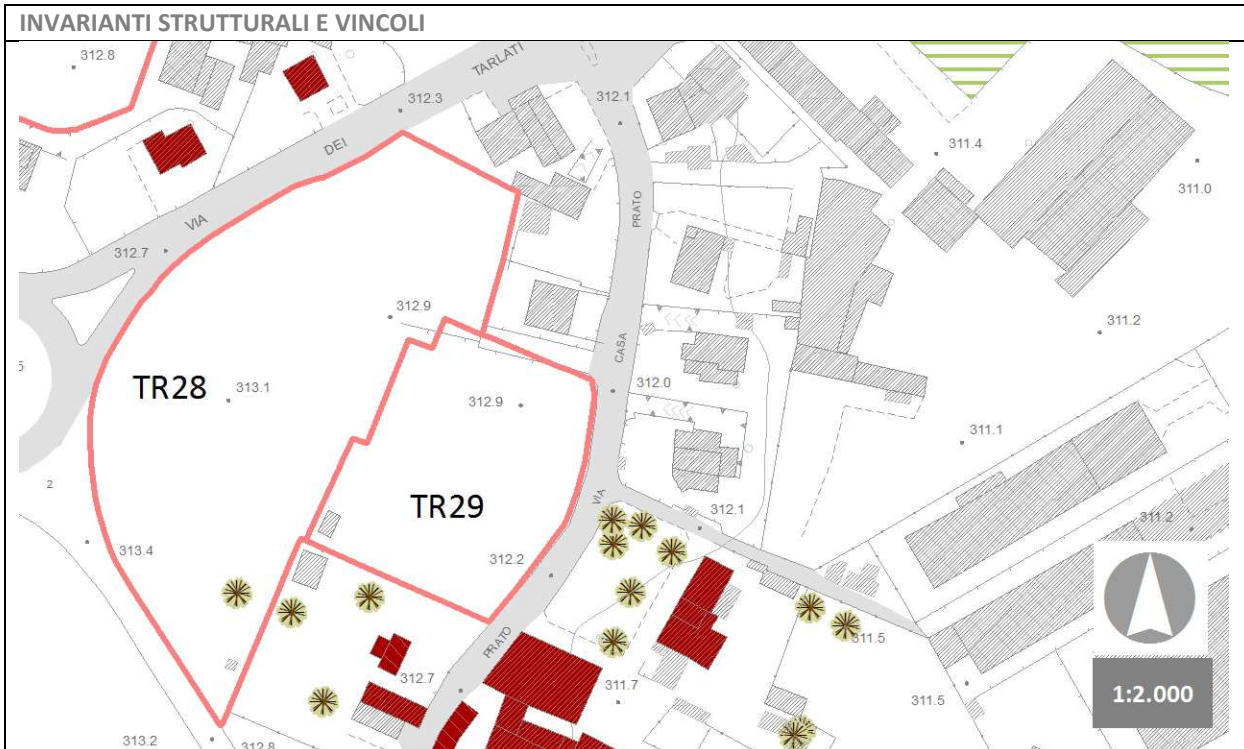 INVARIANTI STRUTTURALI E VINCOLI
312.8
TARLATI
312.3
312.1
DEI
311.4
311.0
VIA
PRATO
312.7
312.9
311.2
CASA
5
TR28
313.1
312.9
312.0
311.1
TR29
2
VIA
312.1
311.2
313.4
312.2
311.5
PRATO
312.7
311.7
311.5
1:2.000
313.2
312.8